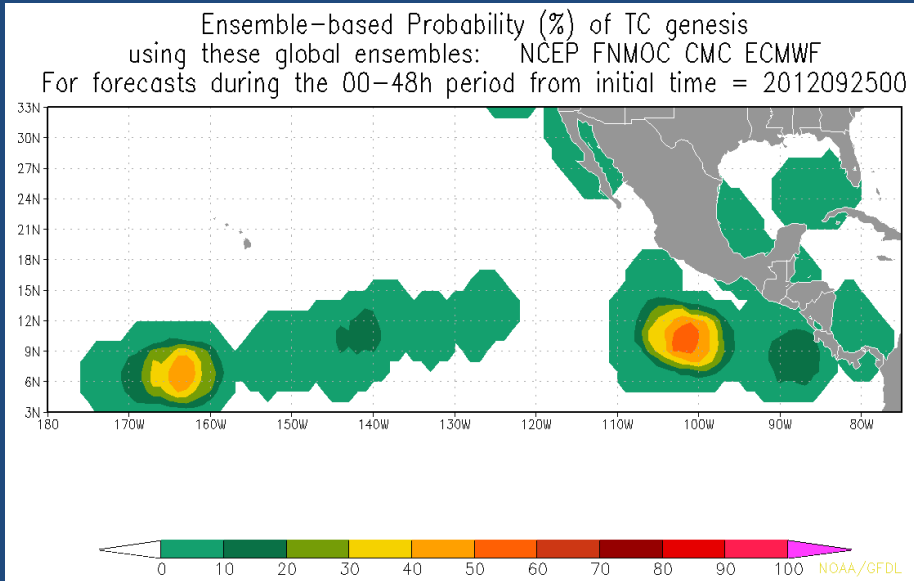 Ensemble-based Probability (%) of TC genesis
using these global ensembles: NCEP FNMOC CMC ECMWF
For forecasts during the 00-48h period from initial time = 2012092500
33N
30N
27N
24N
21N
18N
15N
12N
9N
6N
3N
180 170W 160W 150W 140W 130W 120W 110W 100W 90W 80W
0 10 20 30 40 50 60 70 80 90 100 NOAA/GFDL